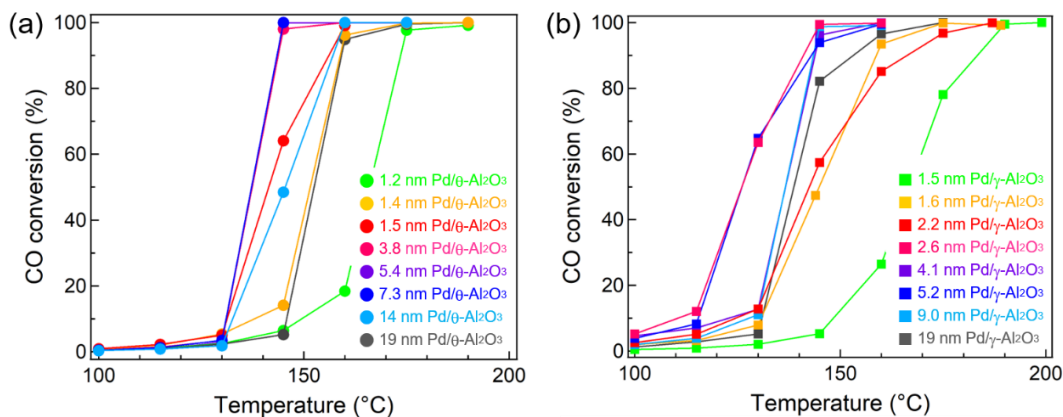 (a)
CO conversion (%)
100
80
60
40
20
0
1.2 nm Pd/θ-Al2O3
1.4 nm Pd/θ-Al2O3
1.5 nm Pd/θ-Al2O3
3.8 nm Pd/θ-Al2O3
5.4 nm Pd/θ-Al2O3
7.3 nm Pd/θ-Al2O3
14 nm Pd/θ-Al2O3
19 nm Pd/θ-Al2O3
100 150 200
Temperature (°C)
(b)
CO conversion (%)
100
80
60
40
20
0
1.5 nm Pd/γ-Al2O3
1.6 nm Pd/γ-Al2O3
2.2 nm Pd/γ-Al2O3
2.6 nm Pd/γ-Al2O3
4.1 nm Pd/γ-Al2O3
5.2 nm Pd/γ-Al2O3
9.0 nm Pd/γ-Al2O3
19 nm Pd/γ-Al2O3
100 150 200
Temperature (°C)